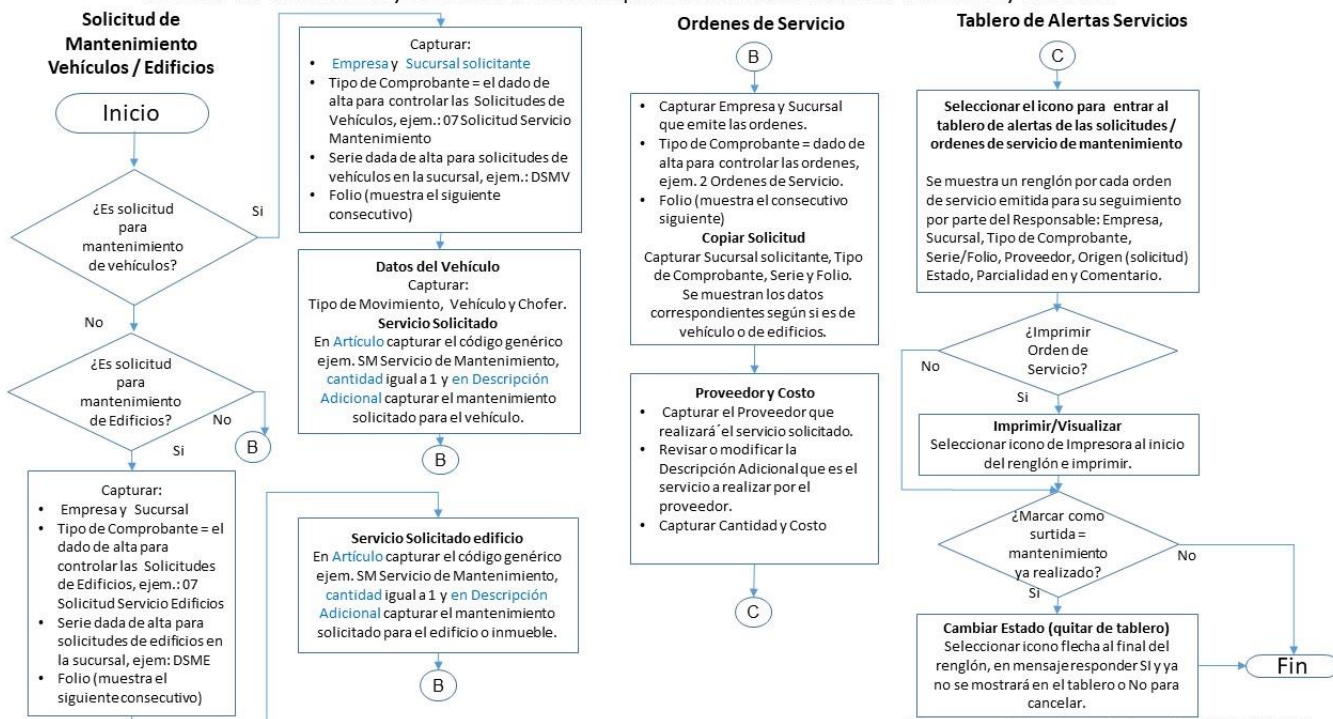 Solicitud de
Mantenimiento
Vehículos / Edificios
Inicio
¿Es solicitud
para
mantenimiento
de vehículos?
Si
No
¿Es solicitud
para
mantenimiento
de Edificios?
No
B
Si
Capturar:
• Empresa y Sucursal
• Tipo de Comprobante = el
dado de alta para
controlar las Solicitudes
de Edificios, ejem.: 07
Solicitud Servicio Edificios
• Serie dada de alta para
solicitudes de edificios en
la sucursal, ejem: DSME
• Folio (muestra el
siguiente consecutivo)
Capturar:
• Empresa y Sucursal solicitante
• Tipo de Comprobante = el dado de
alta para controlar las Solicitudes de
Vehículos, ejem.: 07 Solicitud Servicio
Mantenimiento
• Serie dada de alta para solicitudes de
vehículos en la sucursal, ejem.: DSMV
• Folio (muestra el siguiente
consecutivo)
Datos del Vehículo
Capturar:
Tipo de Movimiento, Vehículo y Chofer.
Servicio Solicitado
En Artículo capturar el código genérico
ejem. SM Servicio de Mantenimiento,
cantidad igual a 1 y en Descripción
Adicional capturar el mantenimiento
solicitado para el vehículo.
B
Servicio Solicitado edificio
En Artículo capturar el código genérico
ejem. SM Servicio de Mantenimiento,
cantidad igual a 1 y en Descripción
Adicional capturar el mantenimiento
solicitado para el edificio o inmueble.
B
Ordenes de Servicio
B
• Capturar Empresa y Sucursal
que emite las ordenes.
• Tipo de Comprobante = dado de
alta para controlar las ordenes,
ejem. 2 Ordenes de Servicio.
• Folio (muestra el consecutivo
siguiente)
Copiar Solicitud
Capturar Sucursal solicitante, Tipo
de Comprobante, Serie y Folio.
Se muestran los datos
correspondientes según si es de
vehículo o de edificios.
Proveedor y Costo
• Capturar el Proveedor que
realizará´el servicio solicitado.
• Revisar o modificar la
Descripción Adicional que es el
servicio a realizar por el
proveedor.
• Capturar Cantidad y Costo
C
Tablero de Alertas Servicios
C
Seleccionar el icono para entrar al
tablero de alertas de las solicitudes /
ordenes de servicio de mantenimiento
Se muestra un renglón por cada orden
de servicio emitida para su seguimiento
por parte del Responsable: Empresa,
Sucursal, Tipo de Comprobante,
Serie/Folio, Proveedor, Origen (solicitud)
Estado, Parcialidad en y Comentario.
¿Imprimir
Orden de
Servicio?
No
Si
Imprimir/Visualizar
Seleccionar icono de Impresora al inicio
del renglón e imprimir.
¿Marcar como
surtida =
mantenimiento
ya realizado?
No
Si
Cambiar Estado (quitar de tablero)
Seleccionar icono flecha al final del
renglón, en mensaje responder SI y ya
no se mostrará en el tablero o No para
cancelar.
Fin